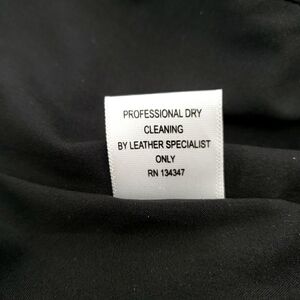 PROFESSIONAL DRY
CLEANING
BY LEATHER SPECIALIST
ONLY
RN 134347